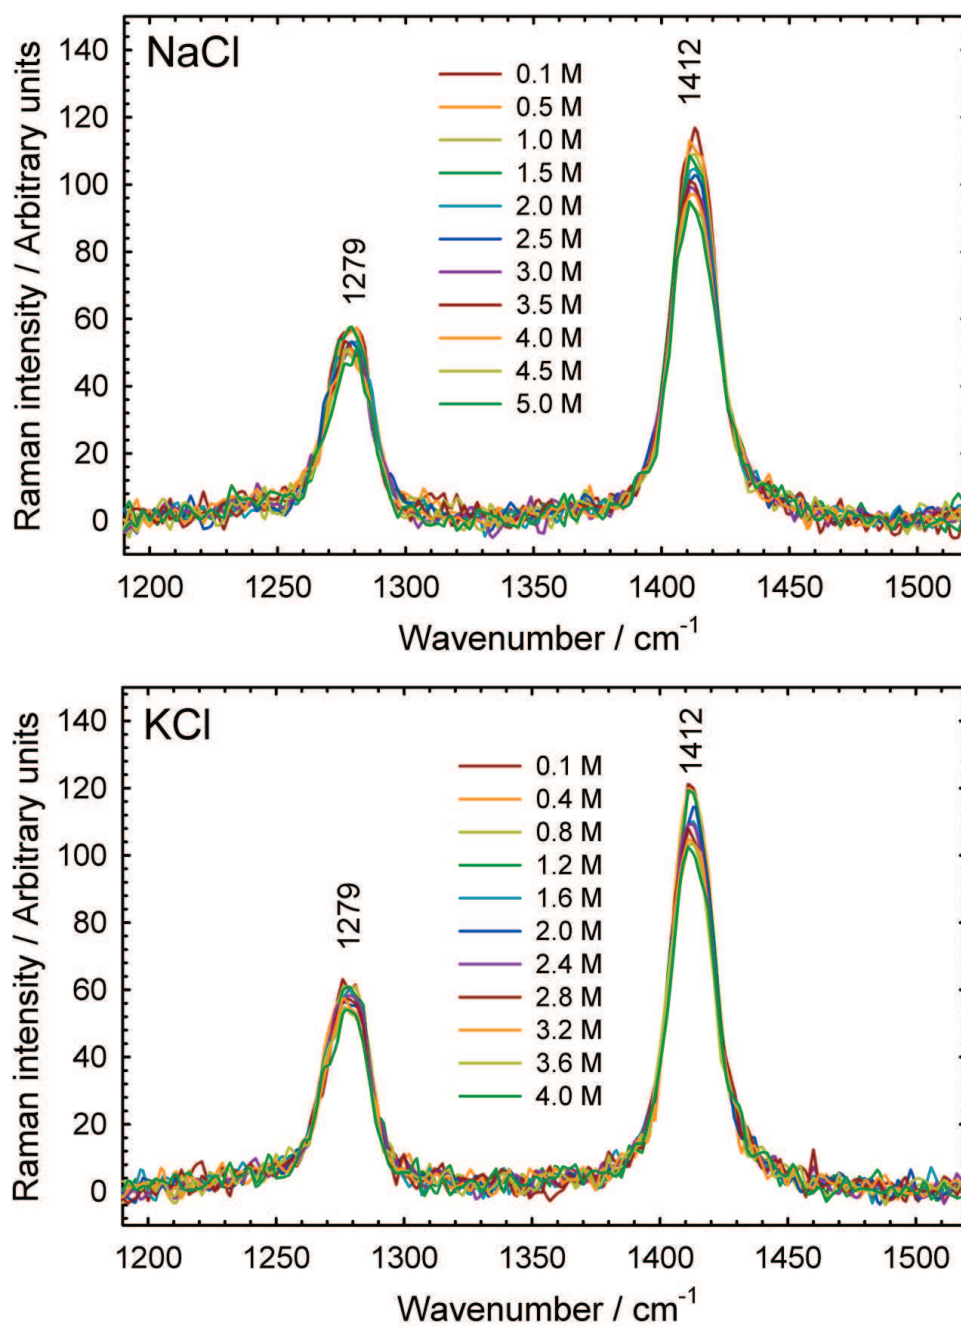 NaCl
1279
1412
0.1 M
0.5 M
1.0 M
1.5 M
2.0 M
2.5 M
3.0 M
3.5 M
4.0 M
4.5 M
5.0 M
Raman intensity / Arbitrary units
140
120
100
80
60
40
20
0
1200 1250 1300 1350 1400 1450 1500
Wavenumber / cm⁻¹
KCl
1279
1412
0.1 M
0.4 M
0.8 M
1.2 M
1.6 M
2.0 M
2.4 M
2.8 M
3.2 M
3.6 M
4.0 M
Raman intensity / Arbitrary units
140
120
100
80
60
40
20
0
1200 1250 1300 1350 1400 1450 1500
Wavenumber / cm⁻¹